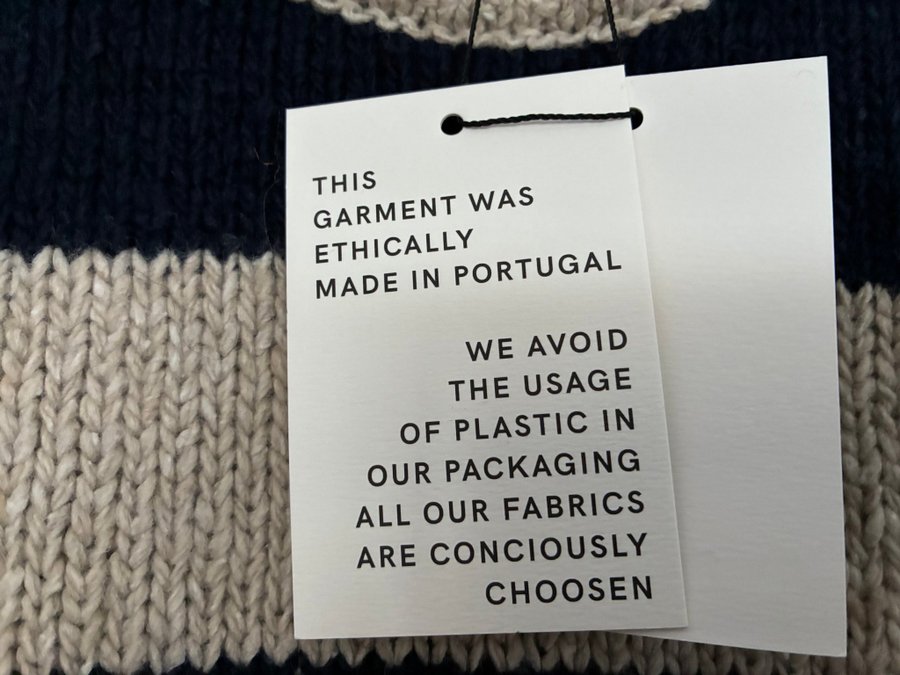 THIS
GARMENT WAS
ETHICALLY
MADE IN PORTUGAL
WE AVOID
THE USAGE
OF PLASTIC IN
OUR PACKAGING
ALL OUR FABRICS
ARE CONCIOUSLY
CHOOSEN